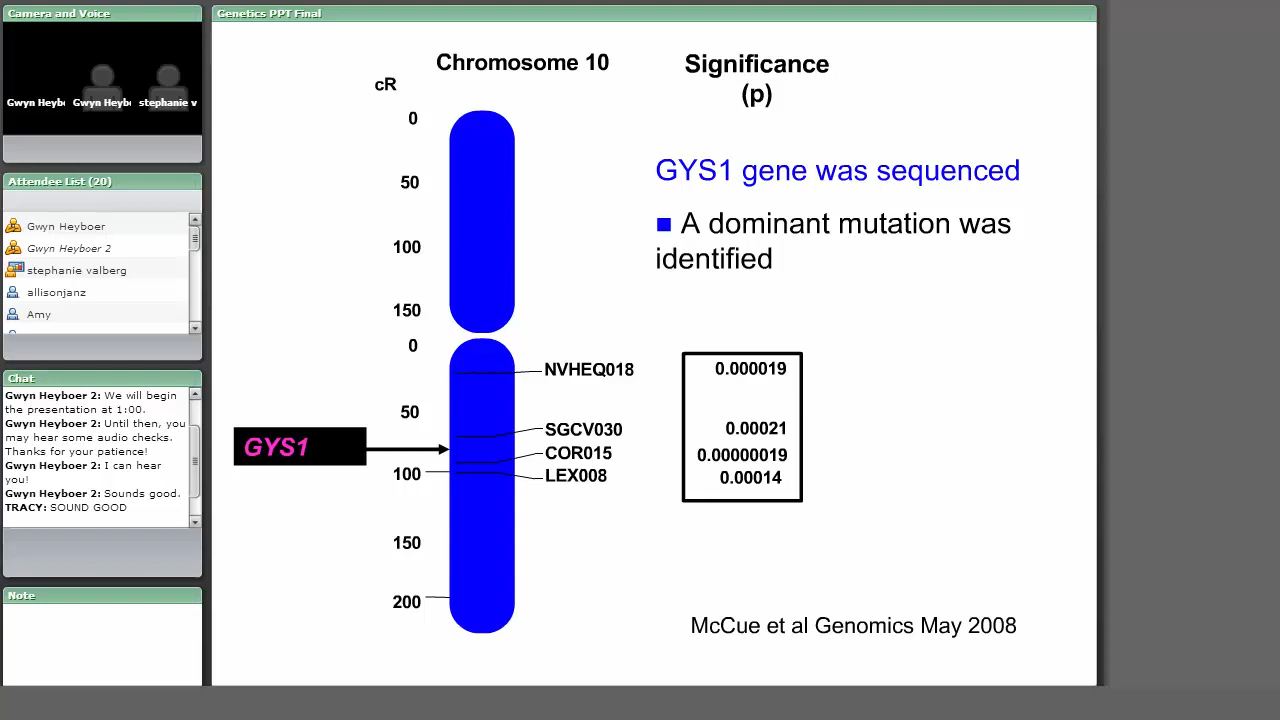 Camera and Voice
Gwyn Heyb
Gwyn Heyb
stephanie v
Attendee List (20)
Gwyn Heyboer
Gwyn Heyboer 2
stephanie valberg
allisonjanz
Amy
Chat
Gwyn Heyboer 2: We will begin
the presentation at 1:00.
Gwyn Heyboer 2: Until then, you
may hear some audio checks.
Thanks for your patience!
Gwyn Heyboer 2: I can hear
you!
Gwyn Heyboer 2: Sounds good.
TRACY: SOUND GOOD
Note
Genetics PPT Final
Chromosome 10
Significance
(p)
cR
0
50
100
150
GYS1 gene was sequenced
A dominant mutation was
identified
0
NVHEQ018 0.000019
50
SGCV030 0.00021
GYS1
COR015 0.00000019
100
LEX008 0.00014
150
200
McCue et al Genomics May 2008